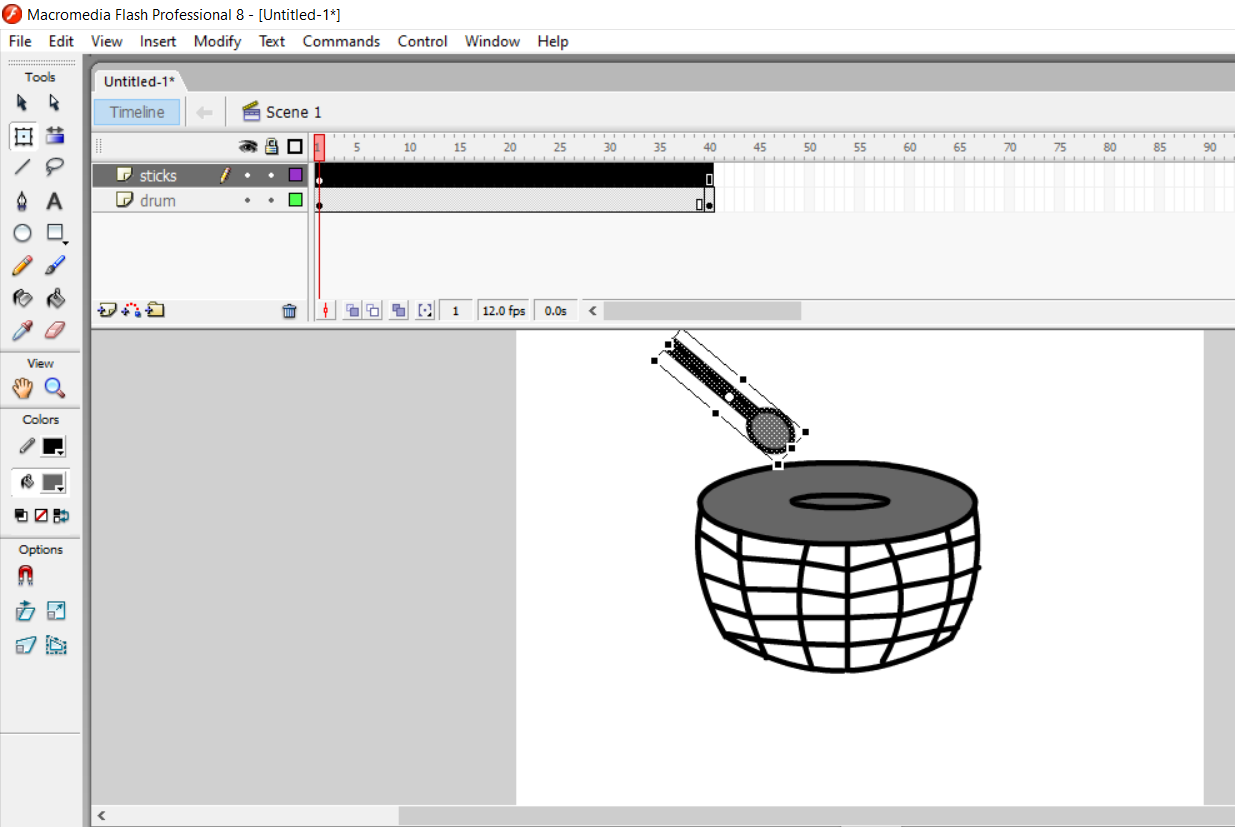 Macromedia Flash Professional 8 - [Untitled-1*]
File Edit View Insert Modify Text Commands Control Window Help
Tools
Untitled-1*
Timeline
Scene 1
1 5 10 15 20 25 30 35 40 45 50 55 60 65 70 75 80 85 90
sticks
drum
A
1 12.0 fps 0.0s
View
Colors
Options